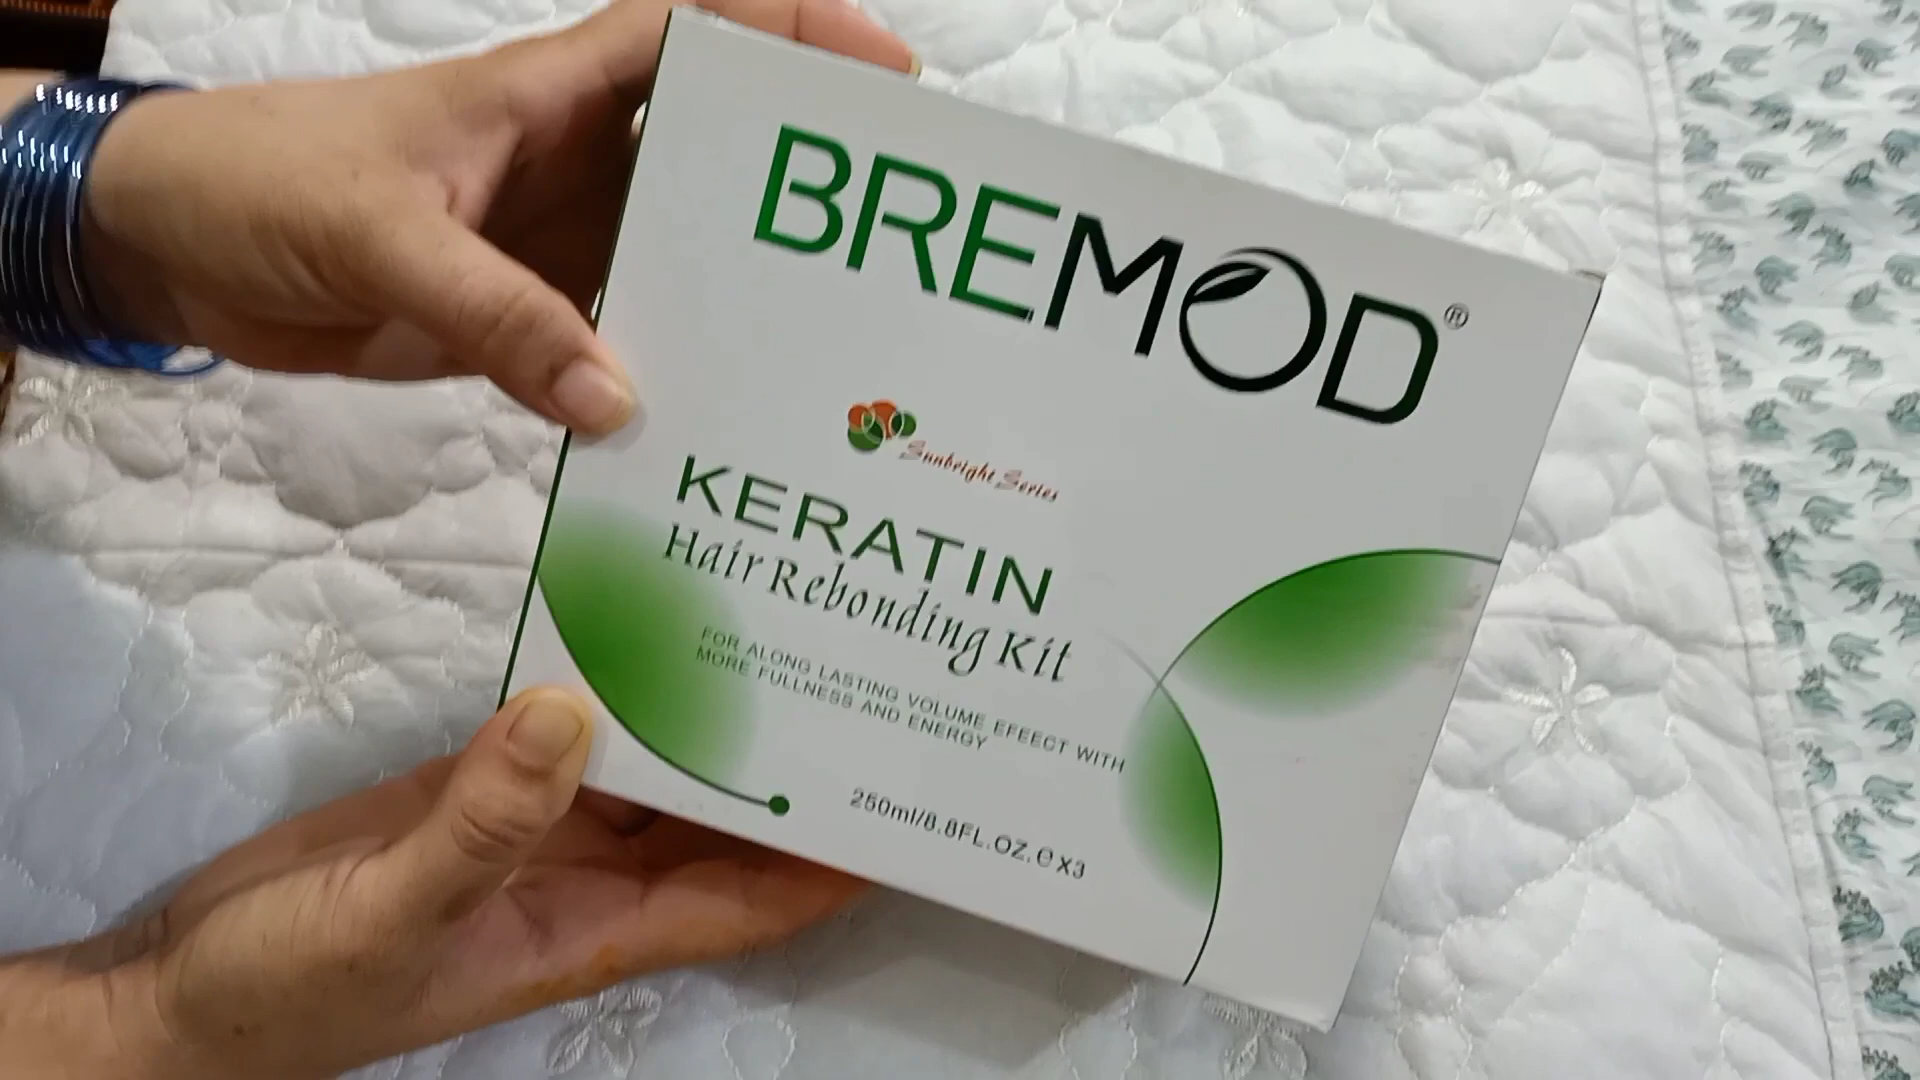 BREMOD®
Sunbright Series
KERATIN
Hair Rebonding Kit
FOR ALONG LASTING VOLUME EFEECT WITH
MORE FULLNESS AND ENERGY
250ml/8.8FL.OZ.℮X3